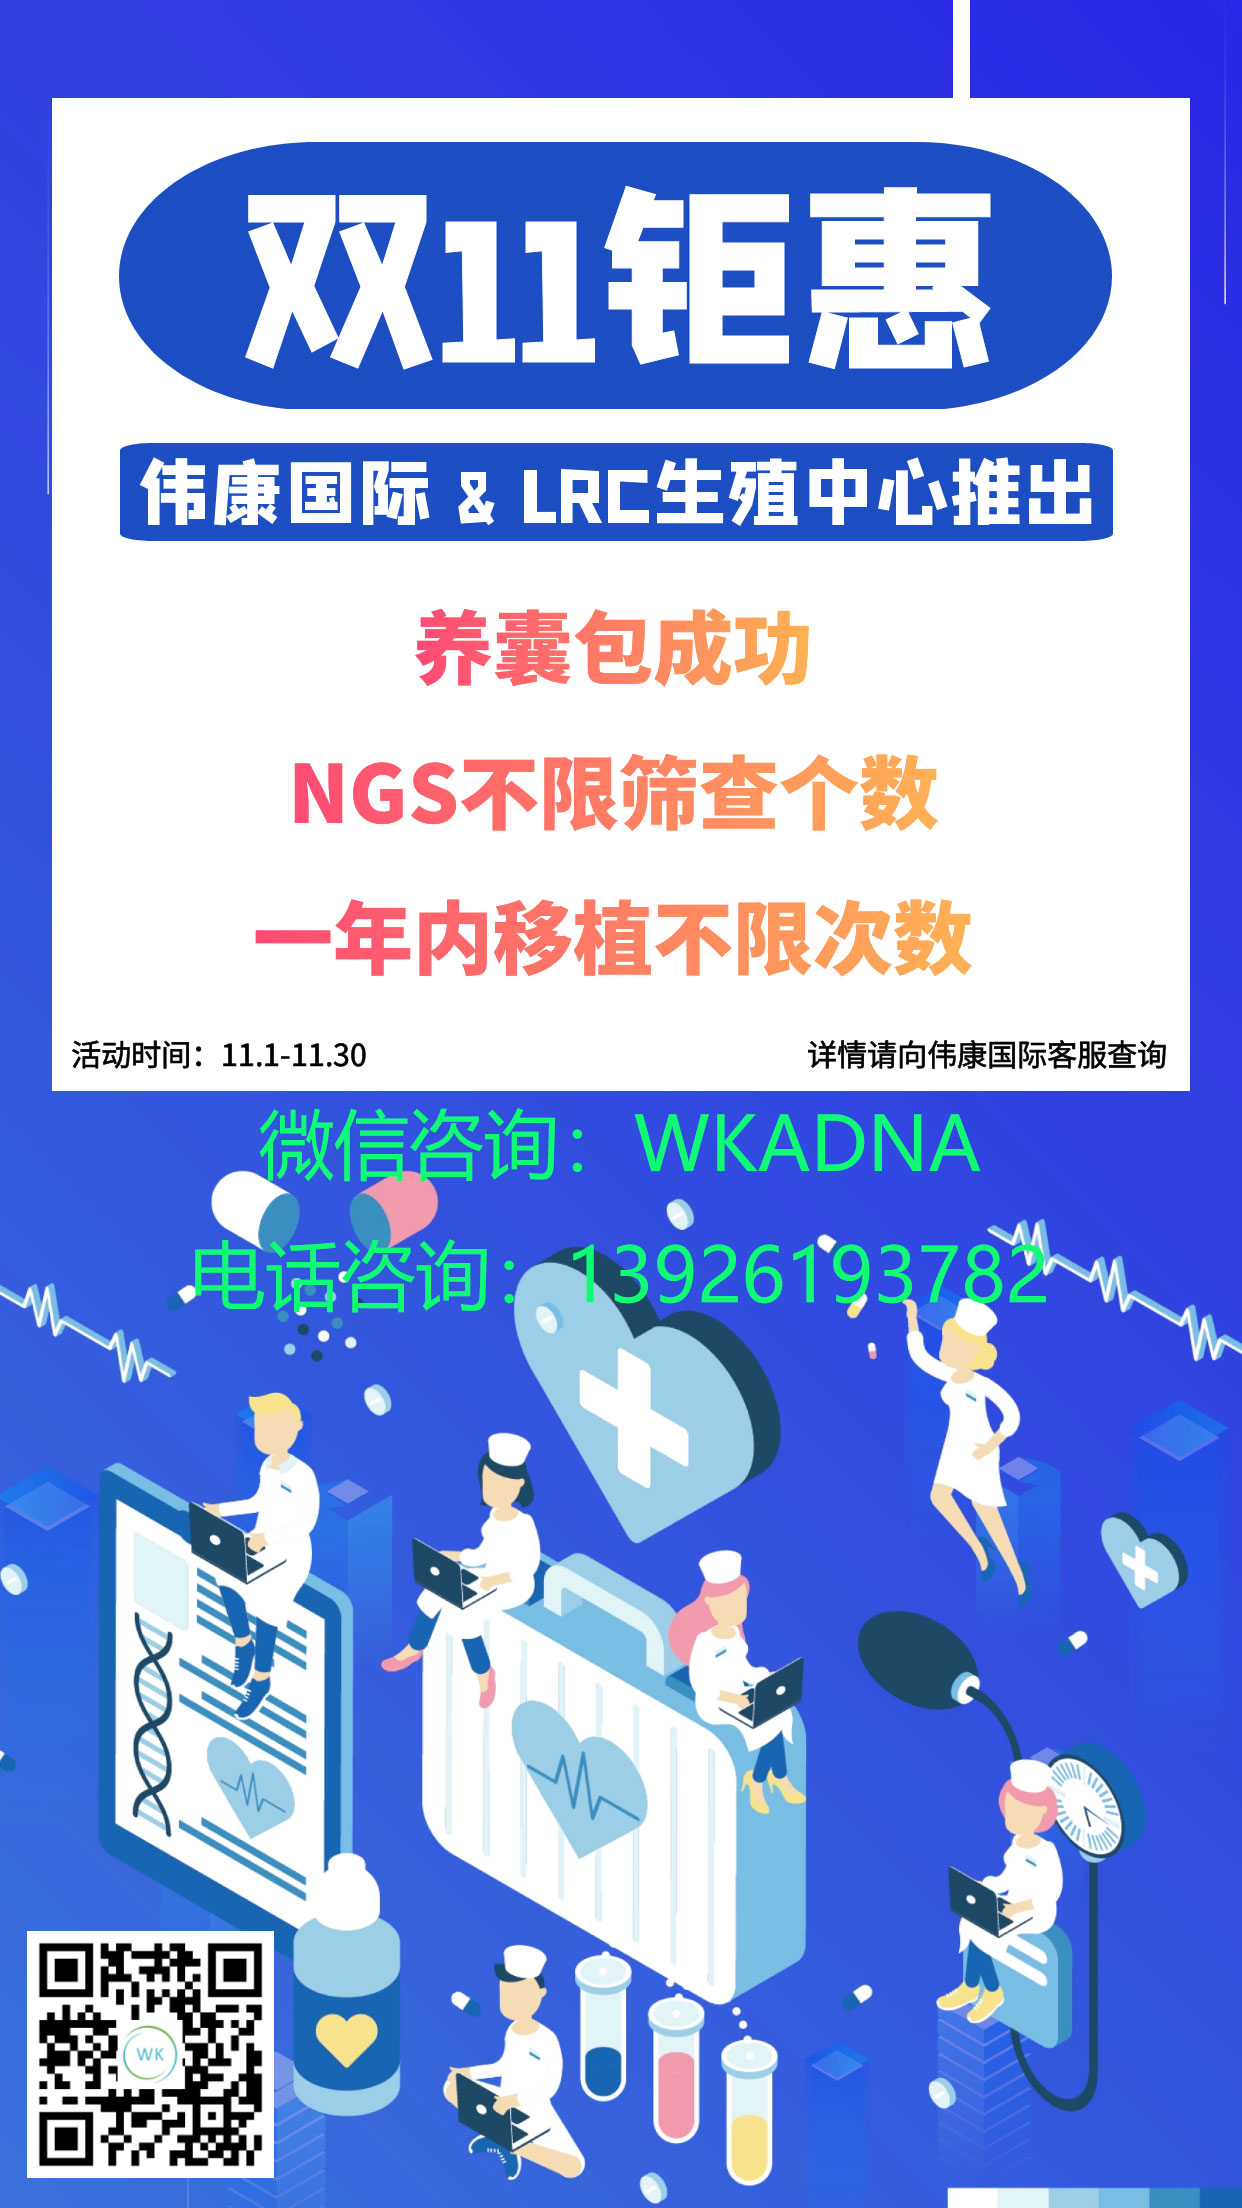 双11钜惠
伟康国际 & LRC生殖中心推出
养囊包成功
NGS不限筛查个数
一年内移植不限次数
活动时间：11.1-11.30
详情请向伟康国际客服查询
微信咨询：WKADNA
电话咨询：13926193782
WK